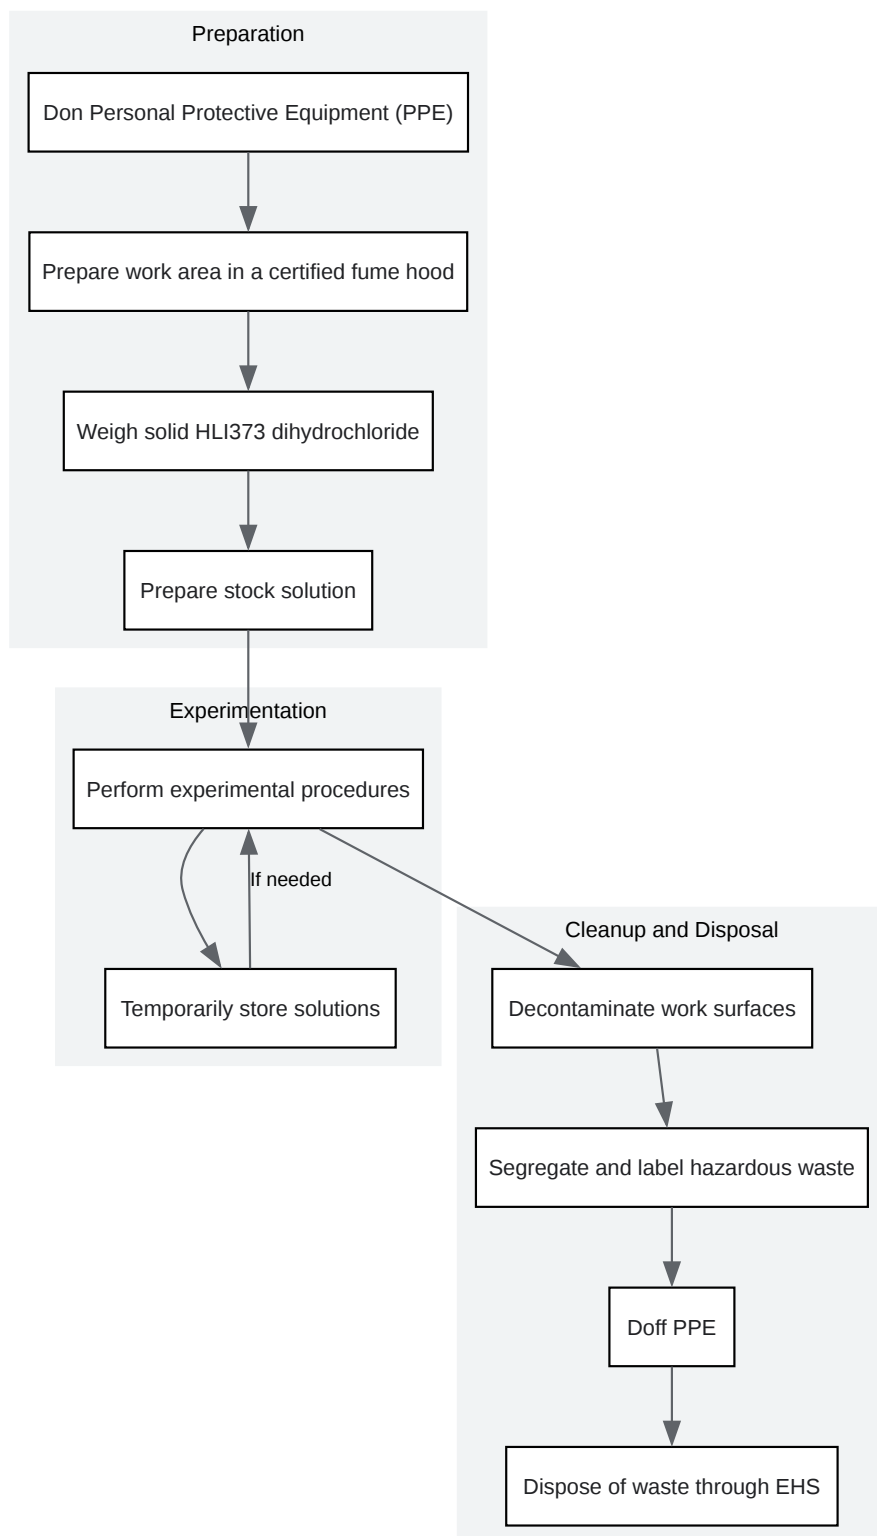 Preparation
Don Personal Protective Equipment (PPE)
Prepare work area in a certified fume hood
Weigh solid HLI373 dihydrochloride
Prepare stock solution
Experimentation
Perform experimental procedures
If needed
Temporarily store solutions
Cleanup and Disposal
Decontaminate work surfaces
Segregate and label hazardous waste
Doff PPE
Dispose of waste through EHS